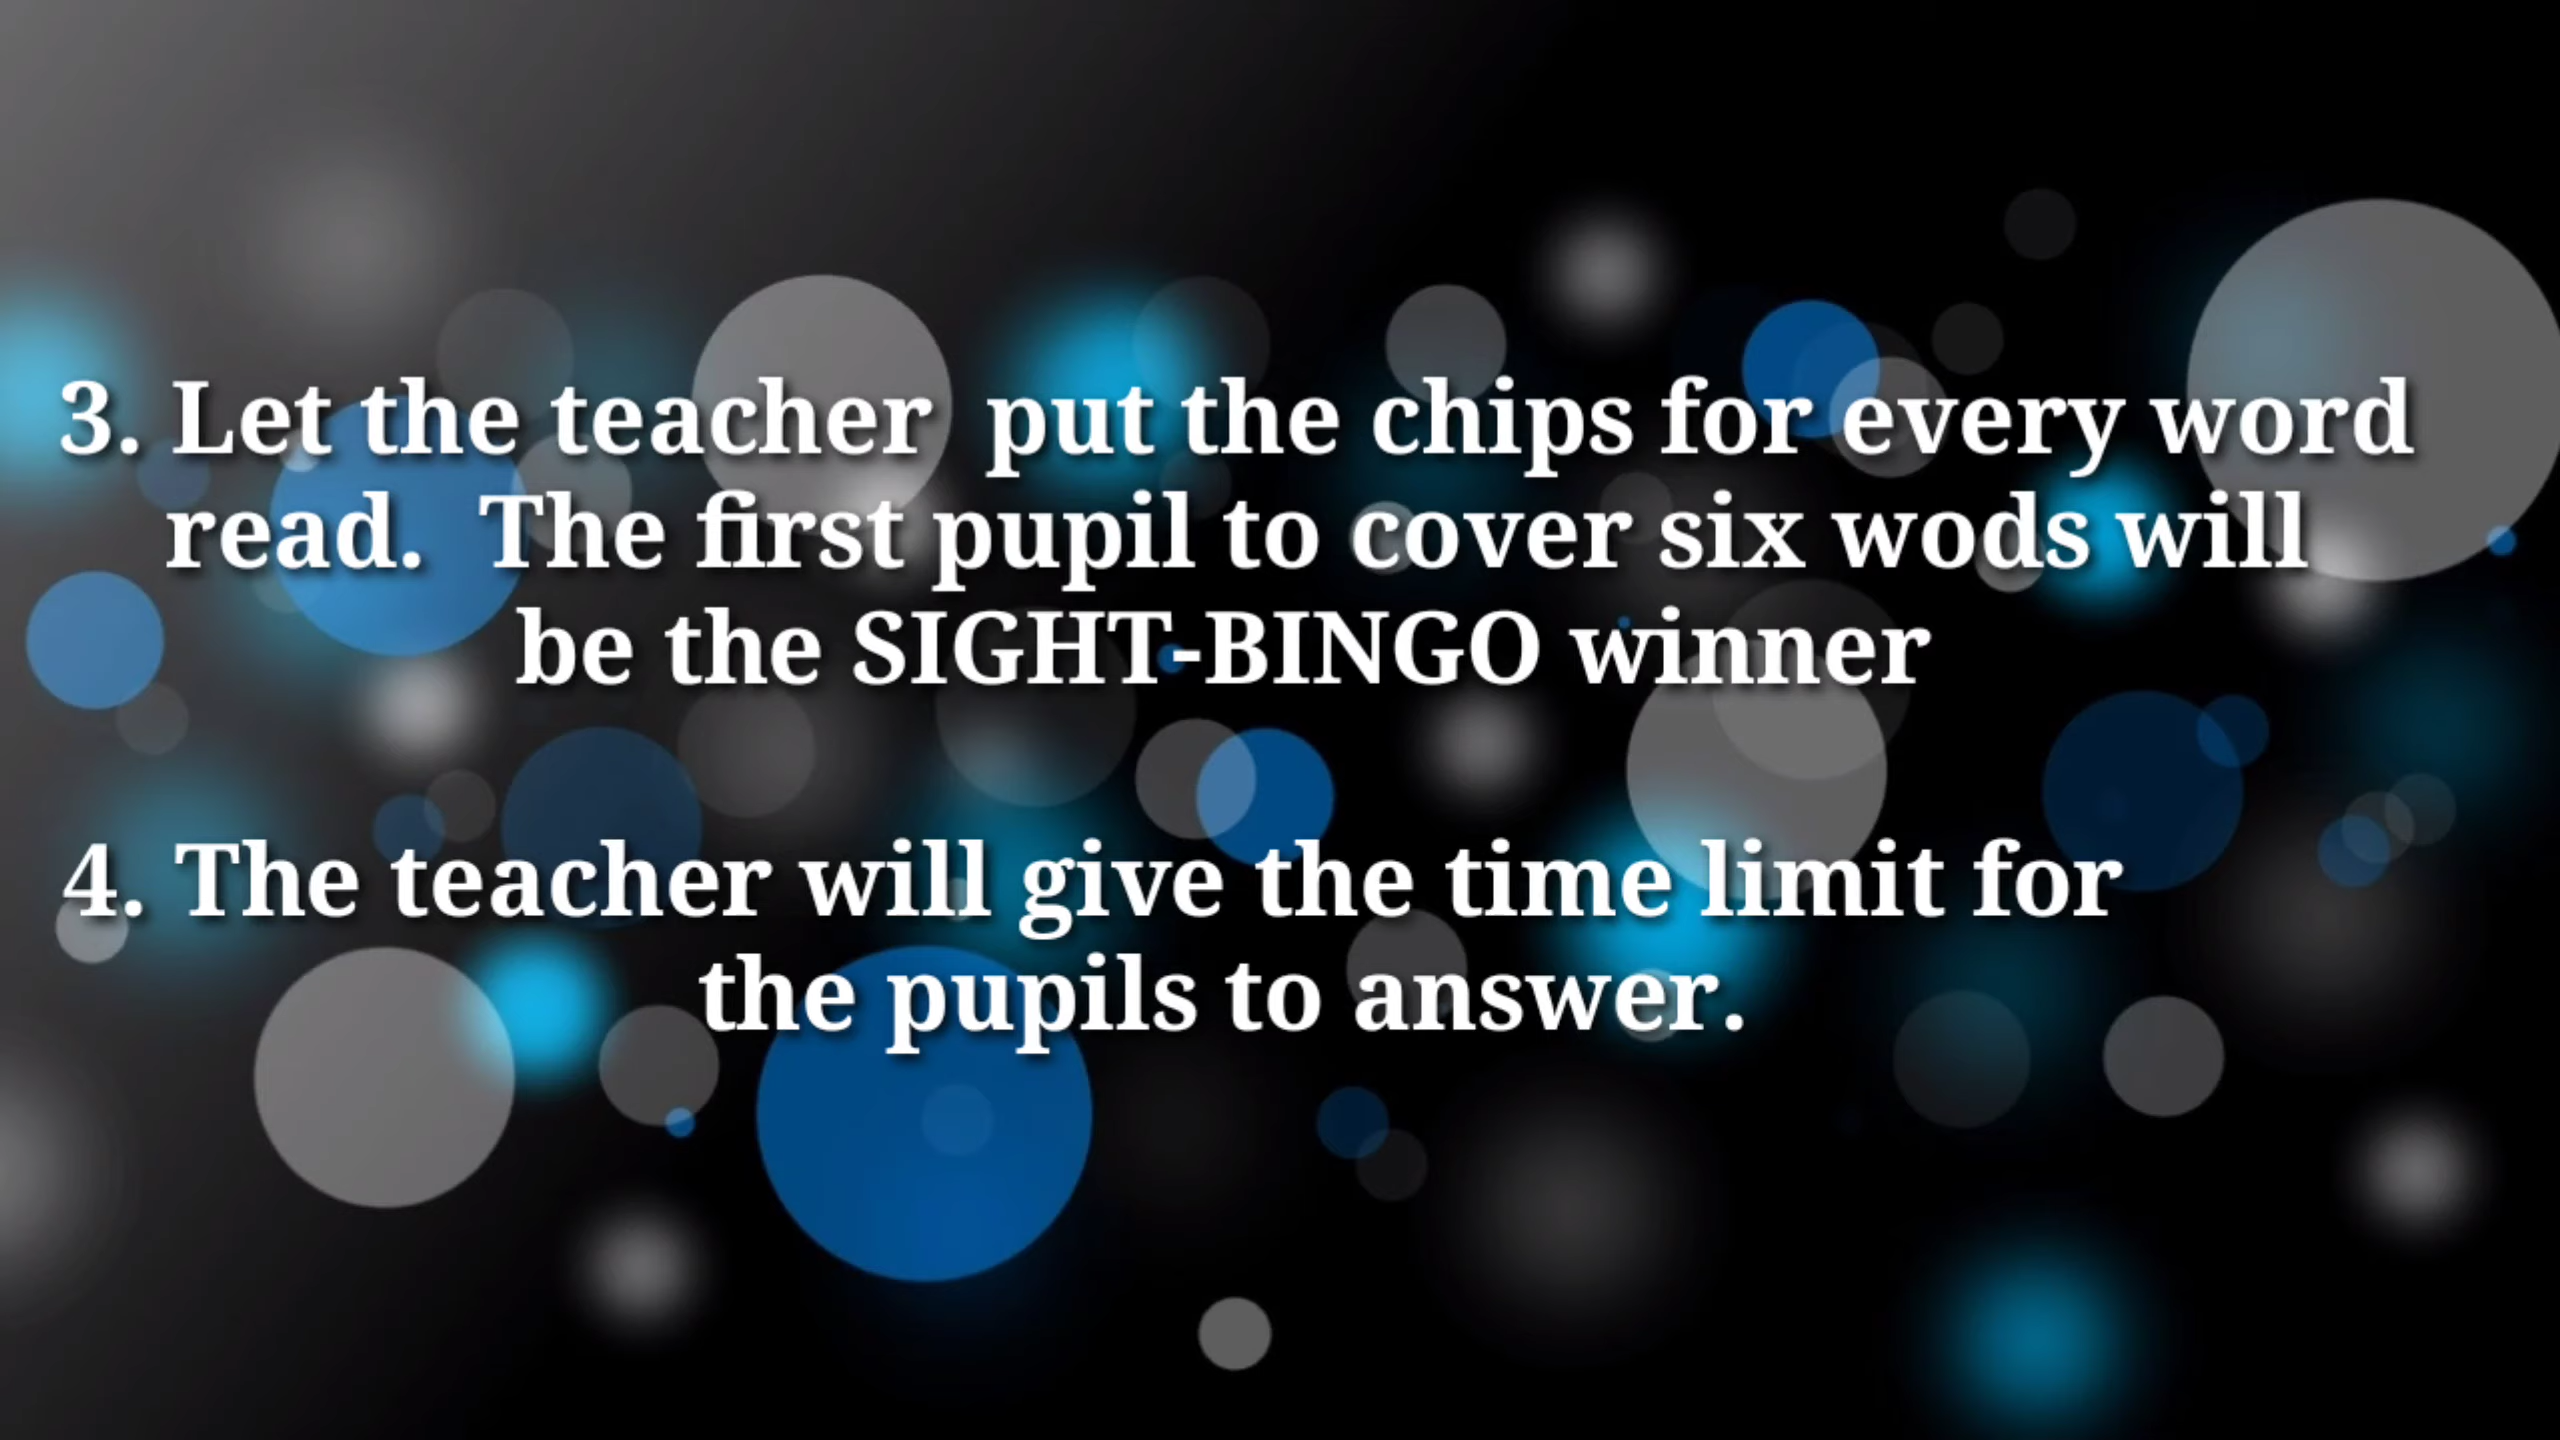 3. Let the teacher  put the chips for every word
read.  The first pupil to cover six wods will
be the SIGHT-BINGO winner
4. The teacher will give the time limit for
the pupils to answer.